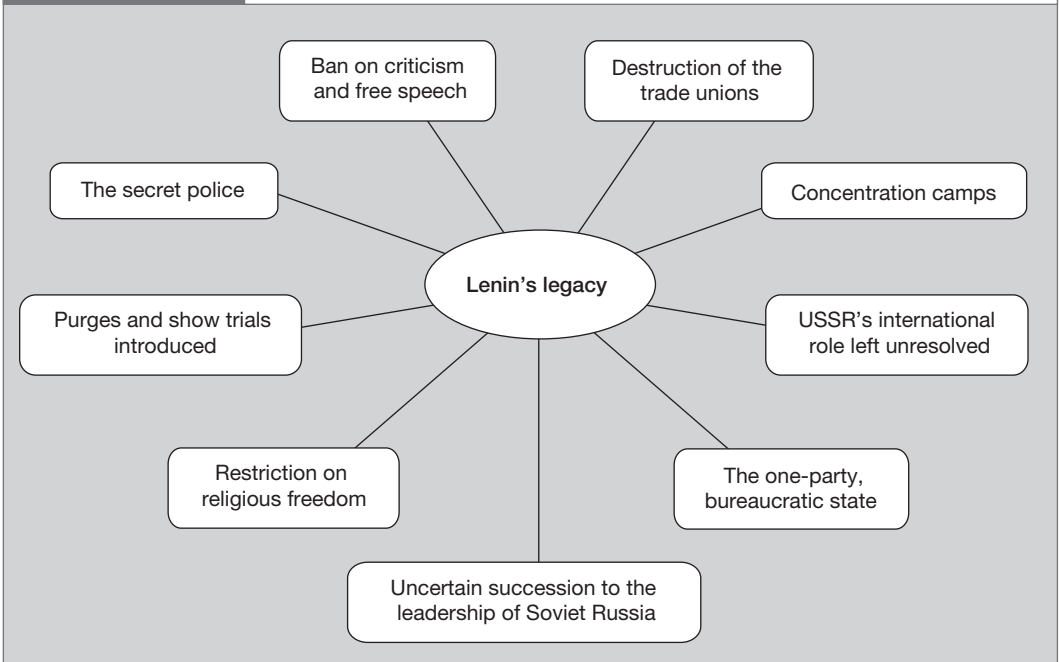 Ban on criticism
and free speech
Destruction of the
trade unions
The secret police
Concentration camps
Lenin's legacy
Purges and show trials
introduced
USSR's international
role left unresolved
Restriction on
religious freedom
The one-party,
bureaucratic state
Uncertain succession to the
leadership of Soviet Russia